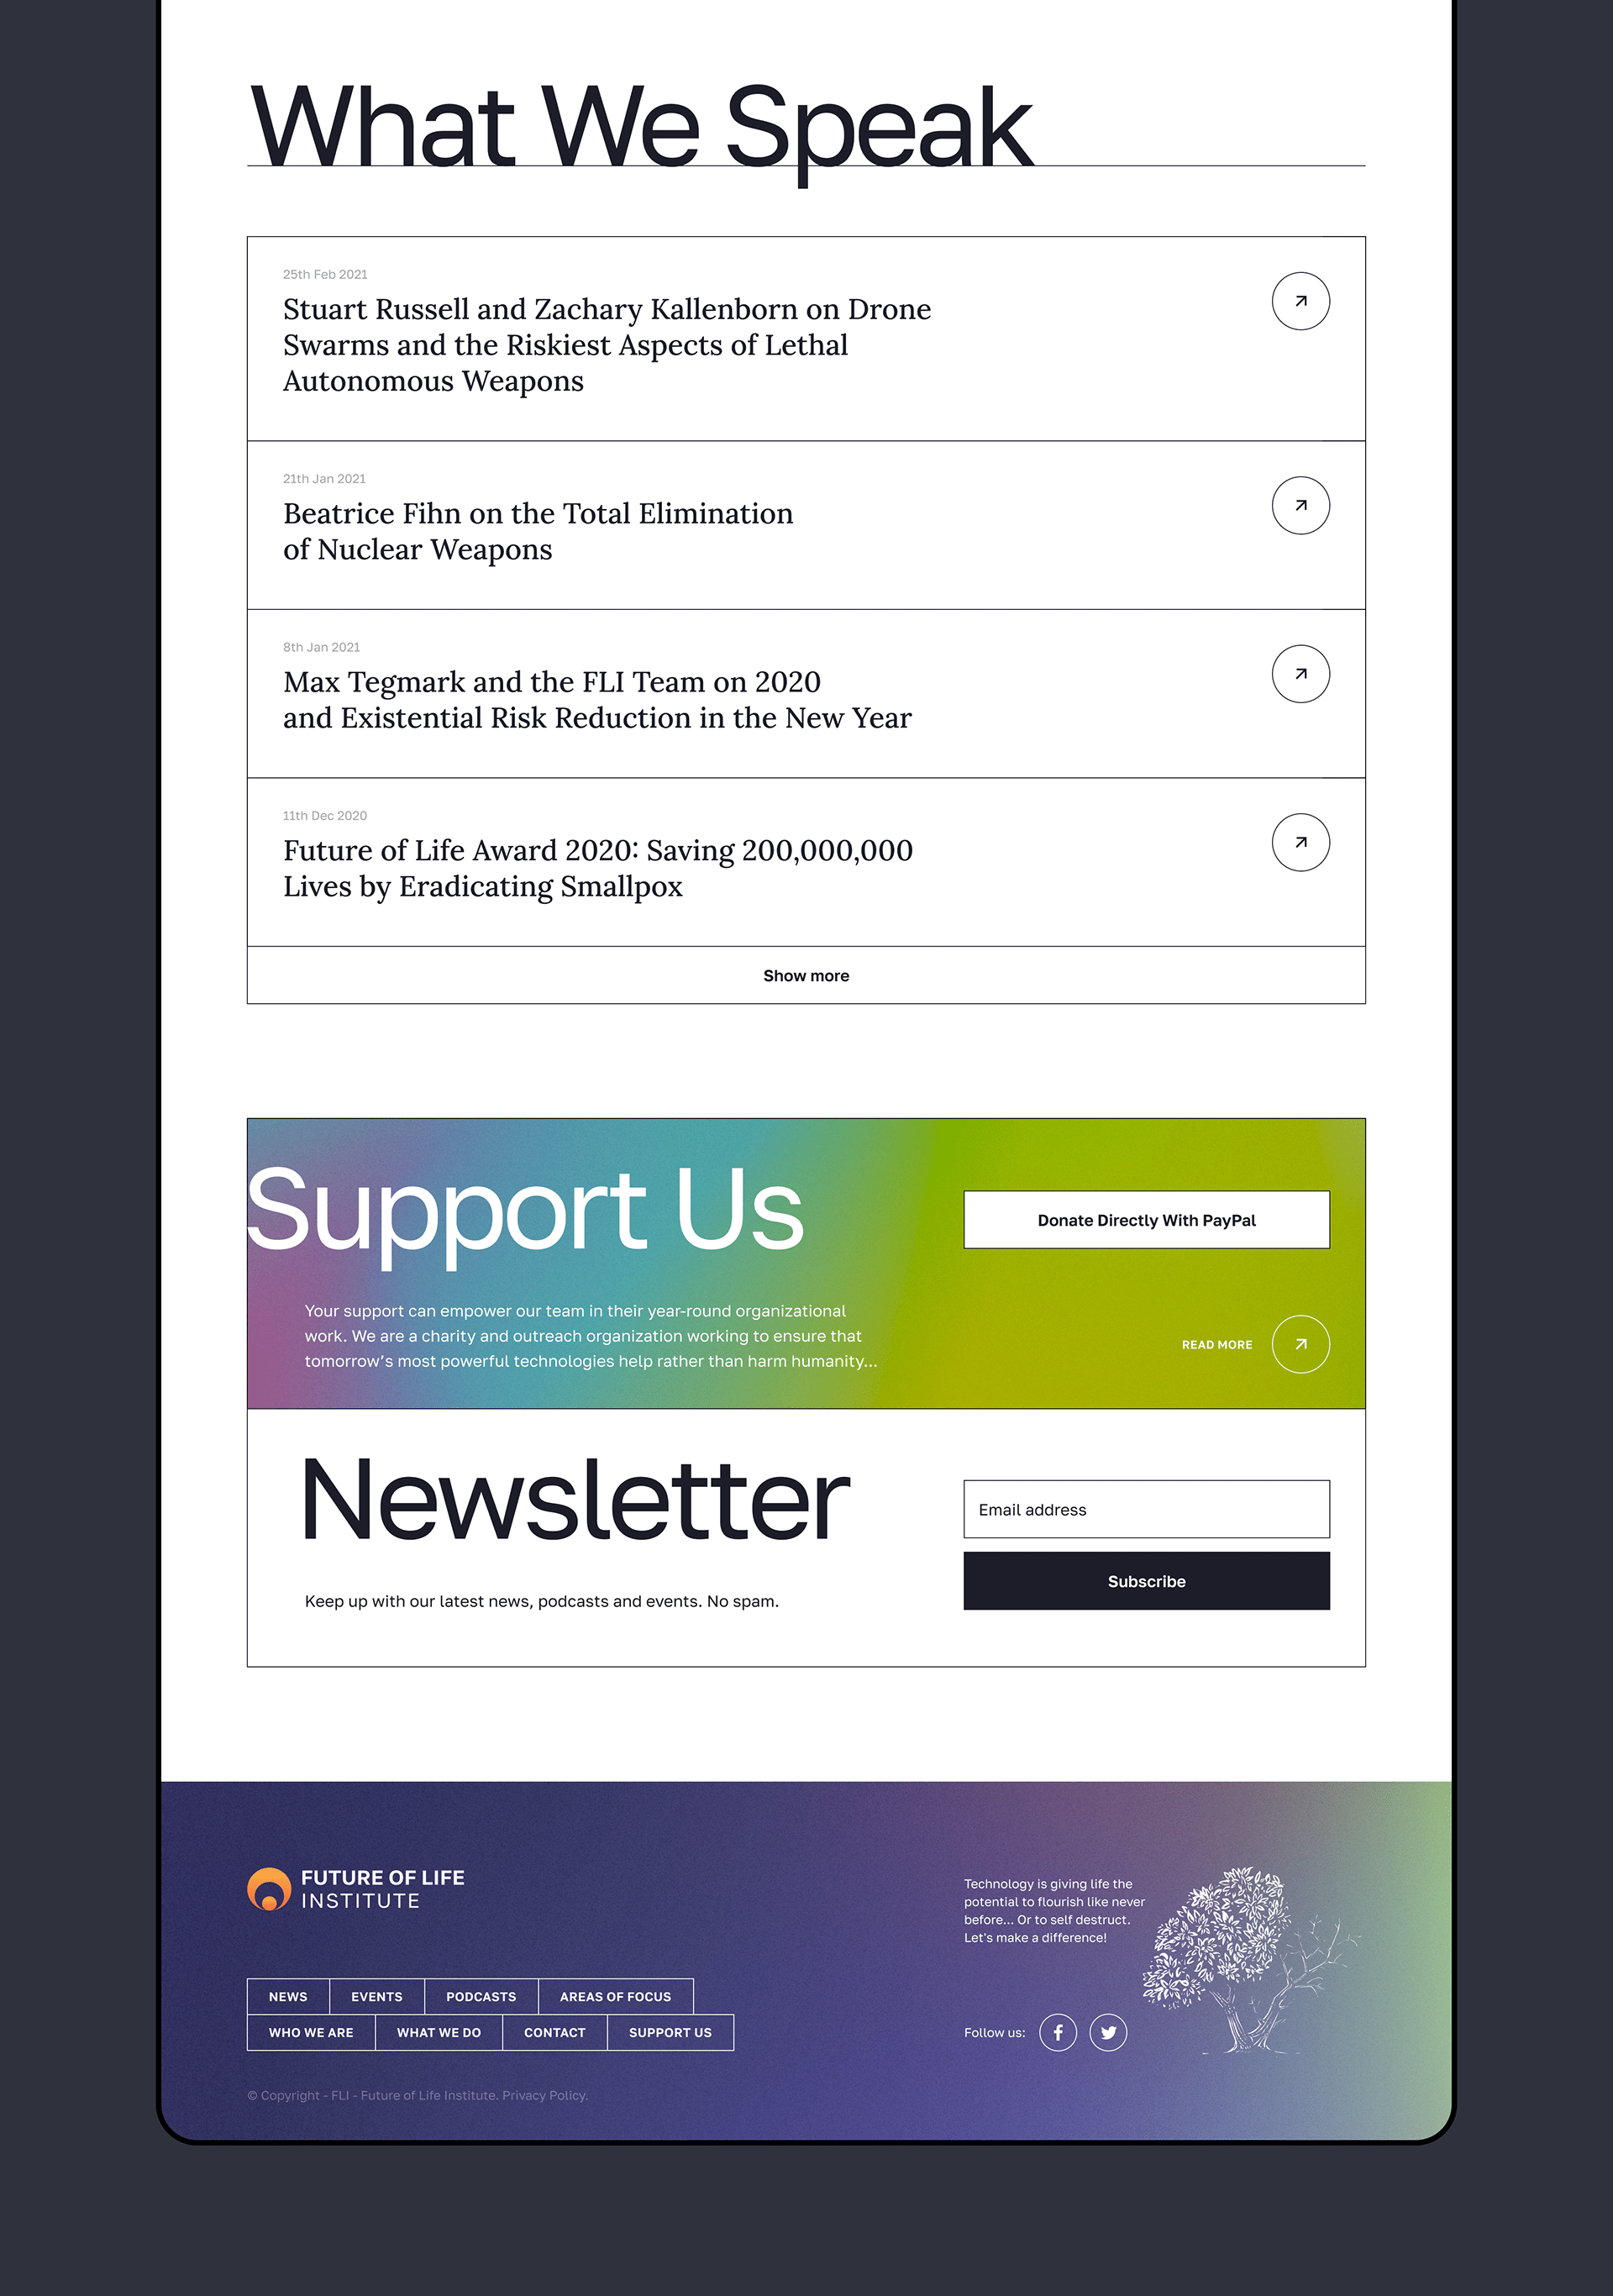 What We Speak
25th Feb 2021
Stuart Russell and Zachary Kallenborn on Drone
Swarms and the Riskiest Aspects of Lethal
Autonomous Weapons
21th Jan 2021
Beatrice Fihn on the Total Elimination
of Nuclear Weapons
8th Jan 2021
Max Tegmark and the FLI Team on 2020
and Existential Risk Reduction in the New Year
11th Dec 2020
Future of Life Award 2020: Saving 200,000,000
Lives by Eradicating Smallpox
Show more
Support Us
Your support can empower our team in their year-round organizational
work. We are a charity and outreach organization working to ensure that
tomorrow’s most powerful technologies help rather than harm humanity...
Donate Directly With PayPal
READ MORE
Newsletter
Keep up with our latest news, podcasts and events. No spam.
Email address
Subscribe
FUTURE OF LIFE
INSTITUTE
NEWS EVENTS PODCASTS AREAS OF FOCUS
WHO WE ARE WHAT WE DO CONTACT SUPPORT US
© Copyright - FLI - Future of Life Institute. Privacy Policy.
Technology is giving life the
potential to flourish like never
before... Or to self destruct.
Let's make a difference!
Follow us: